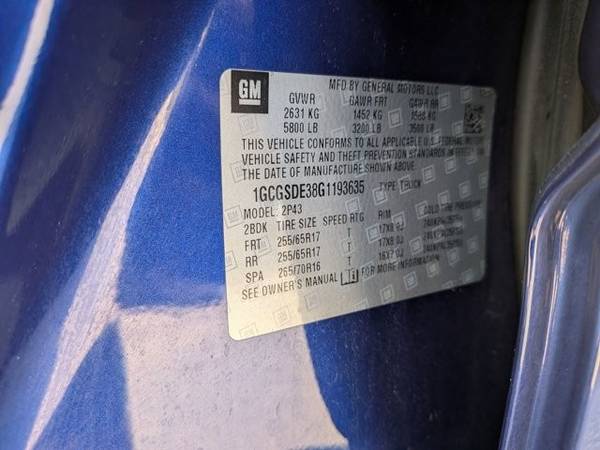 GM
MFD BY GENERAL MOTORS LLC
GVWR GAWR FRT GAWR RR
2631 KG 1452 KG 1588 KG
5800 LB 3200 LB 3500 LB
THIS VEHICLE CONFORMS TO ALL APPLICABLE U.S. FEDERAL MOTOR
VEHICLE SAFETY AND THEFT PREVENTION STANDARDS IN EFFECT ON
THE DATE OF MANUFACTURE SHOWN ABOVE.
1GCGSDE38G1193635 TYPE: TRUCK
MODEL: 2P43
2BDK TIRE SIZE SPEED RTG RIM COLD TIRE PRESSURE
FRT 255/65R17 T 17X8.0J
RR 255/65R17 T 17X8.0J
SPA 265/70R16 T 16X7.0J
SEE OWNER'S MANUAL FOR MORE INFORMATION